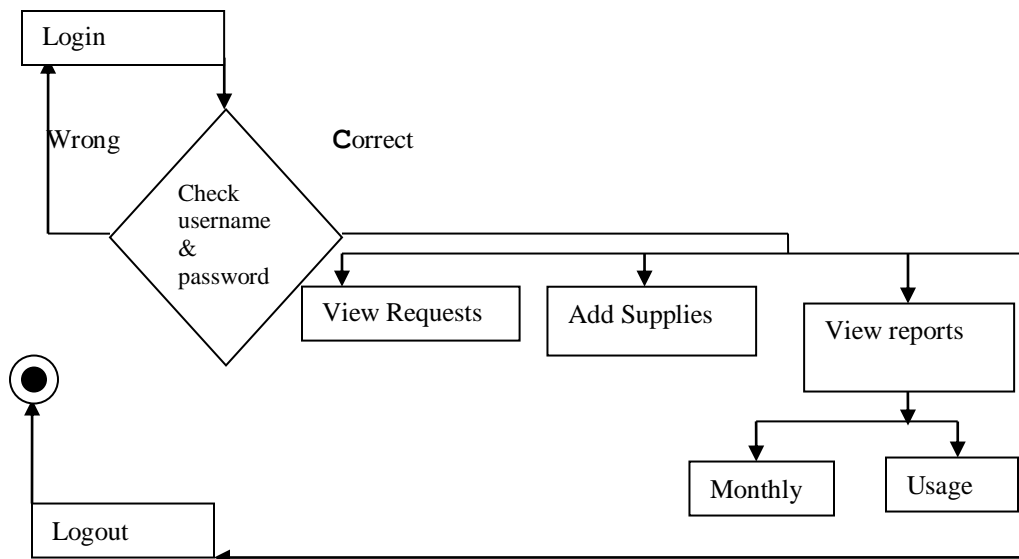 Login
Wrong
Correct
Check
username
&
password
View Requests
Add Supplies
View reports
Monthly
Usage
Logout